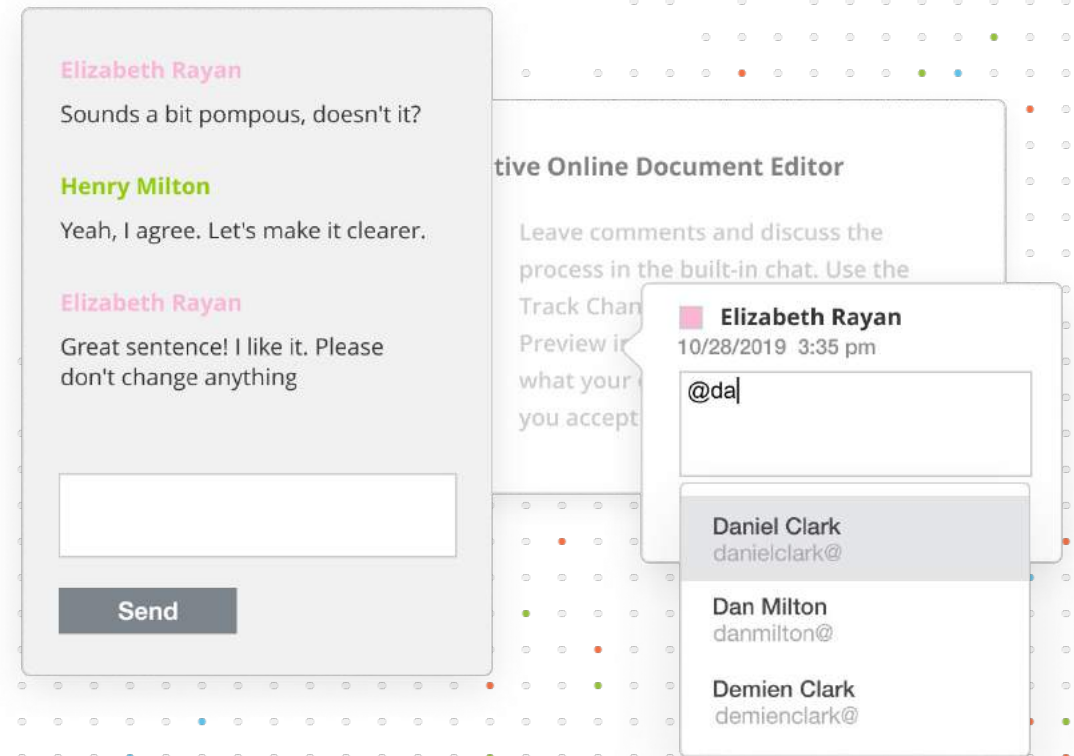 Elizabeth Rayan
Sounds a bit pompous, doesn't it?
Henry Milton
Yeah, I agree. Let's make it clearer.
Elizabeth Rayan
Great sentence! I like it. Please
don't change anything
Send
tive Online Document Editor
Leave comments and discuss the
process in the built-in chat. Use the
Track Chan
Preview
what your
you accept
Elizabeth Rayan
10/28/2019 3:35 pm
@da
Daniel Clark
danielclark@
Dan Milton
danmilton@
Demien Clark
demienclark@